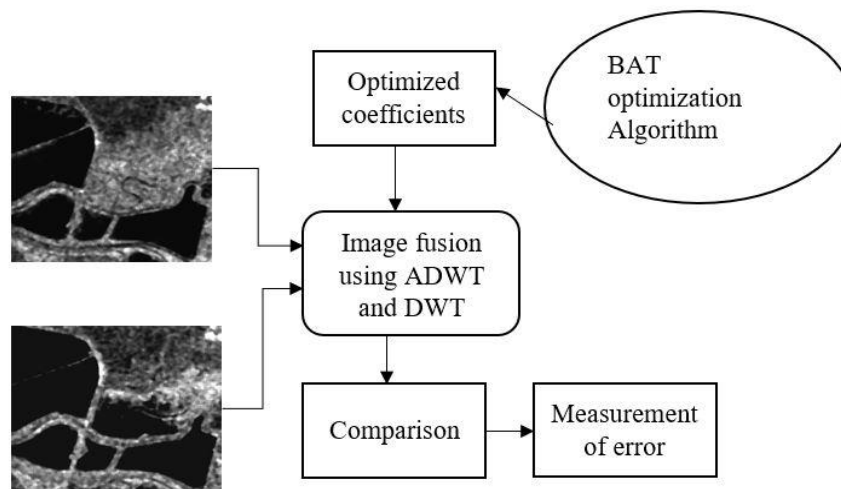 Optimized
coefficients
BAT
optimization
Algorithm
Image fusion
using ADWT
and DWT
Comparison
Measurement
of error